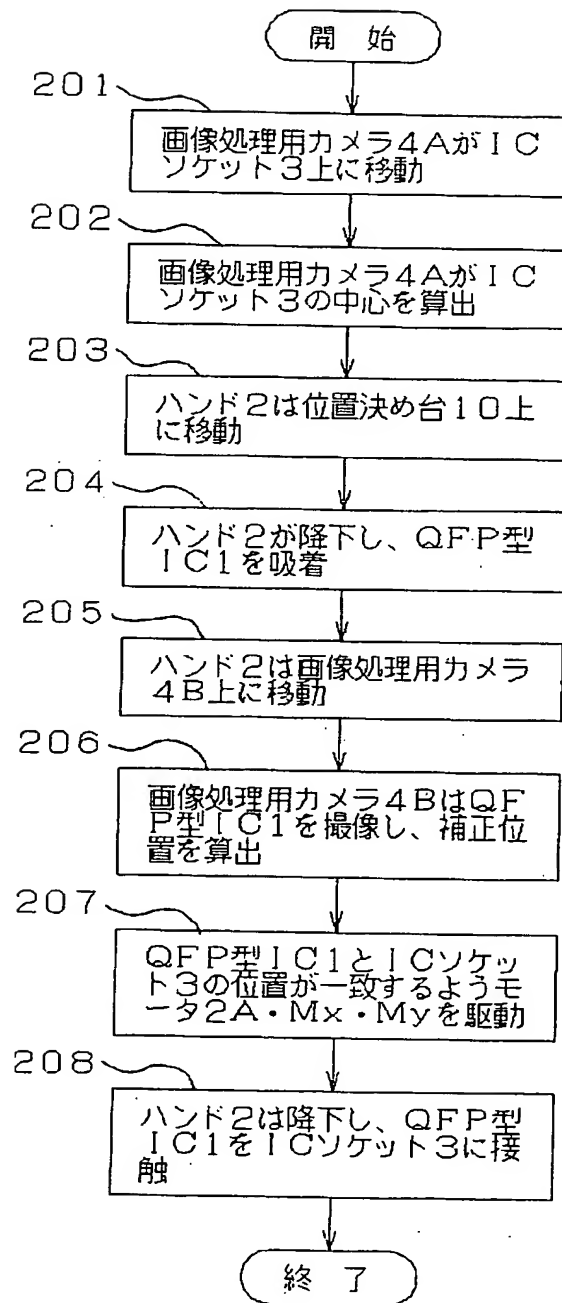 開 始
201
画像処理用カメラ4AがIC
ソケット3上に移動
202
画像処理用カメラ4AがIC
ソケット3の中心を算出
203
ハンド2は位置決め台10上
に移動
204
ハンド2が降下し、QFP型
IC1を吸着
205
ハンド2は画像処理用カメラ
4B上に移動
206
画像処理用カメラ4BはQF
P型IC1を撮像し、補正位
置を算出
207
QFP型IC1とICソケッ
ト3の位置が一致するようモ
ータ2A・Mx・Myを駆動
208
ハンド2は降下し、QFP型
IC1をICソケット3に接
触
終 了